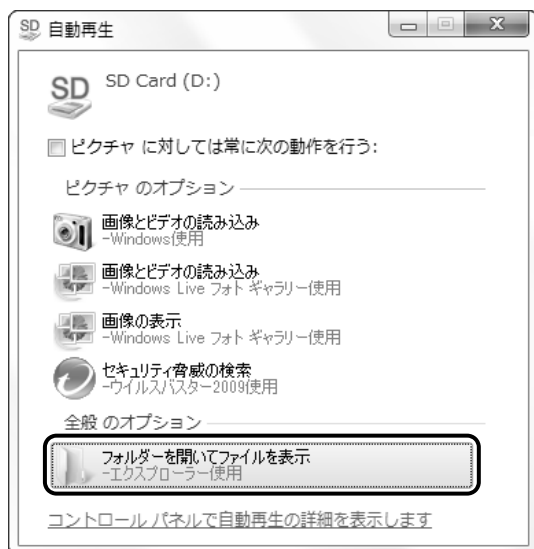 SD 自動再生
SD SD Card (D:)
ピクチャ に対しては常に次の動作を行う:
ピクチャ のオプション
画像とビデオの読み込み
-Windows使用
画像とビデオの読み込み
-Windows Live フォト ギャラリー使用
画像の表示
-Windows Live フォト ギャラリー使用
セキュリティ脅威の検索
-ウイルスバスター2009使用
全般 のオプション
フォルダーを開いてファイルを表示
-エクスプローラー使用
コントロール パネルで自動再生の詳細を表示します